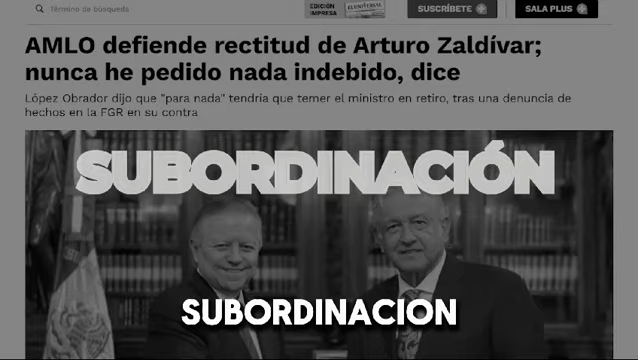 Término de búsqueda
EDICIÓN
IMPRESA
EL UNIVERSAL
SUSCRÍBETE
SALA PLUS
AMLO defiende rectitud de Arturo Zaldívar;
nunca he pedido nada indebido, dice
López Obrador dijo que "para nada" tendría que temer el ministro en retiro, tras una denuncia de
hechos en la FGR en su contra
SUBORDINACIÓN
SUBORDINACION